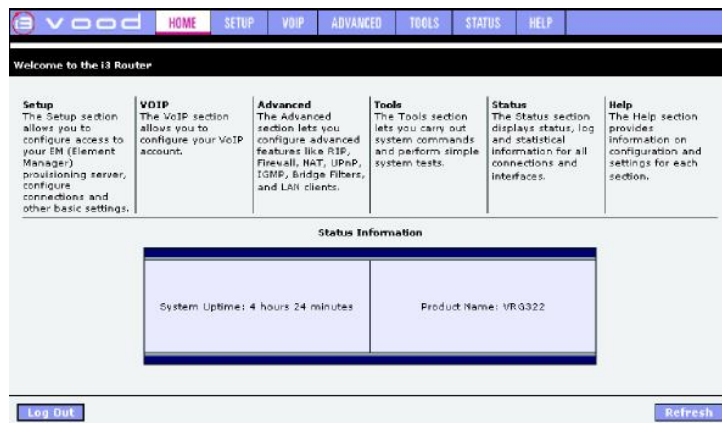 i3 vood HOME SETUP VOIP ADVANCED TOOLS STATUS HELP
Welcome to the i3 Router
Setup
The Setup section
allows you to
configure access to
your EM (Element
Manager)
provisioning server,
configure
connections and
other basic settings.
VOIP
The VoIP section
allows you to
configure your VoIP
account.
Advanced
The Advanced
section lets you
configure advanced
features like RIP,
Firewall, NAT, UPnP,
IGMP, Bridge Filters,
and LAN clients.
Tools
The Tools section
lets you carry out
system commands
and perform simple
system tests.
Status
The Status section
displays status, log
and statistical
information for all
connections and
interfaces.
Help
The Help section
provides
information on
configuration and
settings for each
section.
Status Information
System Uptime: 4 hours 24 minutes
Product Name: VRG322
Log Out
Refresh